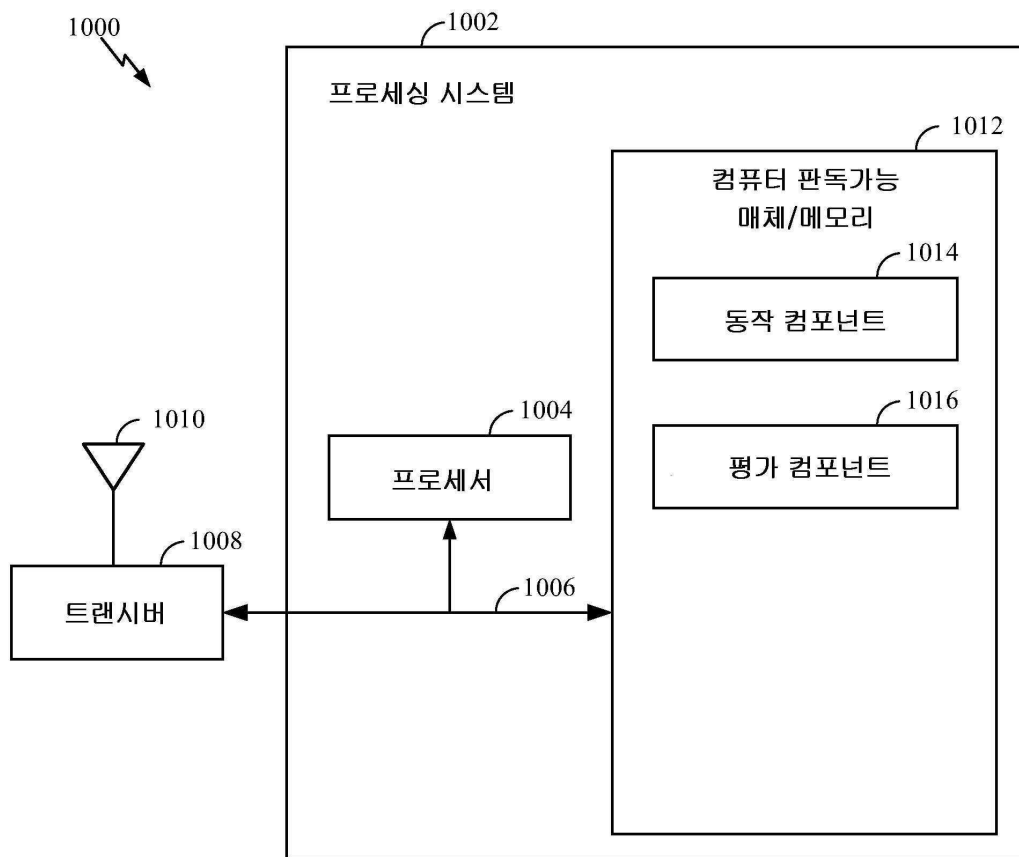 1000
1002
프로세싱 시스템
1012
컴퓨터 판독가능
매체/메모리
1014
동작 컴포넌트
1016
평가 컴포넌트
1004
프로세서
1010
1008
트랜시버
1006